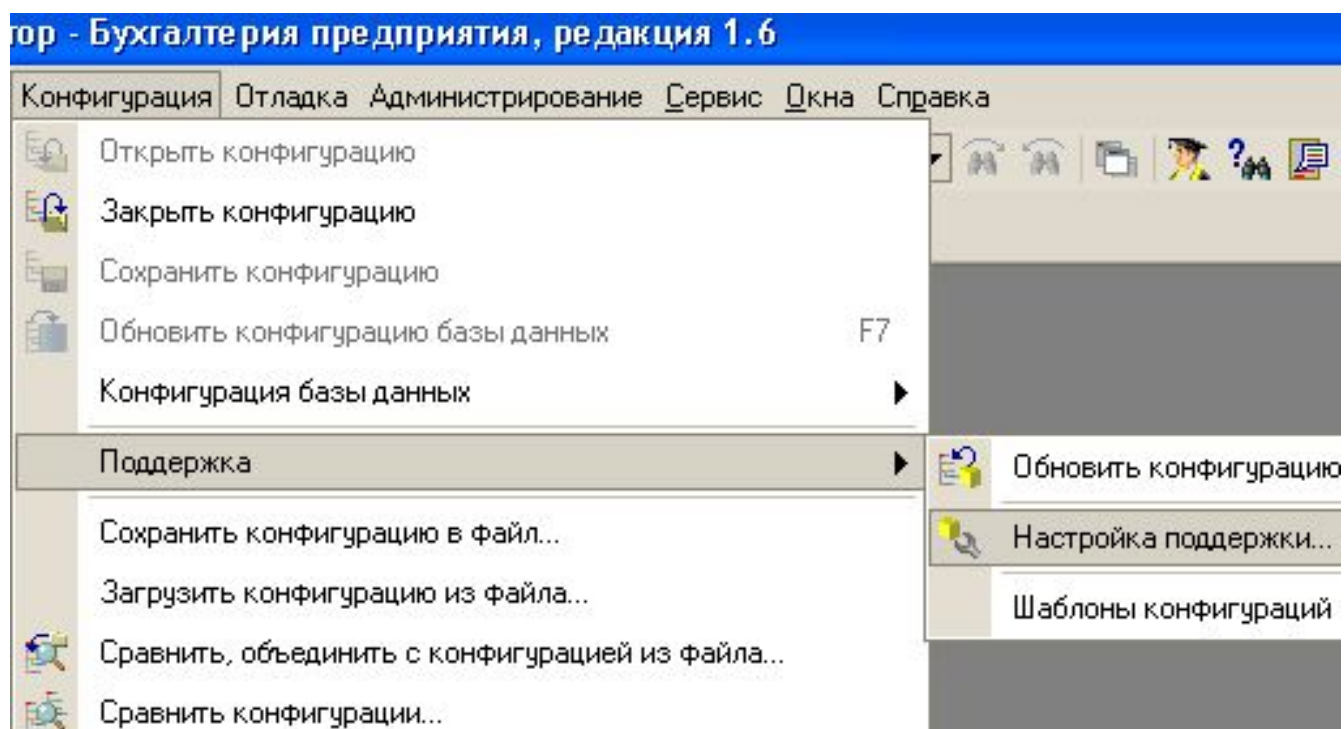 тор - Бухгалтерия предприятия, редакция 1.6
Конфигурация Отладка Администрирование Сервис Окна Справка
Открыть конфигурацию
Закрыть конфигурацию
Сохранить конфигурацию
Обновить конфигурацию базы данных F7
Конфигурация базы данных
Поддержка
Обновить конфигурацию
Настройка поддержки...
Шаблоны конфигураций
Сохранить конфигурацию в файл...
Загрузить конфигурацию из файла...
Сравнить, объединить с конфигурацией из файла...
Сравнить конфигурации...